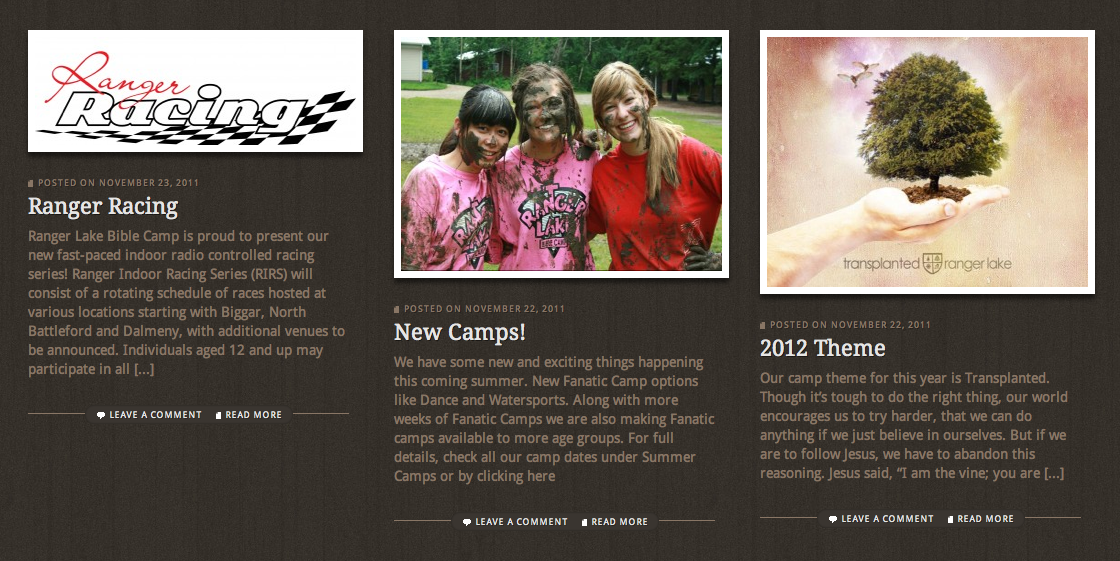 Ranger
Racing
POSTED ON NOVEMBER 23, 2011
Ranger Racing
Ranger Lake Bible Camp is proud to present our
new fast-paced indoor radio controlled racing
series! Ranger Indoor Racing Series (RIRS) will
consist of a rotating schedule of races hosted at
various locations starting with Biggar, North
Battleford and Dalmeny, with additional venues to
be announced. Individuals aged 12 and up may
participate in all [...]
LEAVE A COMMENT READ MORE
RANGER
LAKE
BIBLE CAMP
POSTED ON NOVEMBER 22, 2011
New Camps!
We have some new and exciting things happening
this coming summer. New Fanatic Camp options
like Dance and Watersports. Along with more
weeks of Fanatic Camps we are also making Fanatic
camps available to more age groups. For full
details, check all our camp dates under Summer
Camps or by clicking here
LEAVE A COMMENT READ MORE
transplanted ranger lake
POSTED ON NOVEMBER 22, 2011
2012 Theme
Our camp theme for this year is Transplanted.
Though it's tough to do the right thing, our world
encourages us to try harder, that we can do
anything if we just believe in ourselves. But if we
are to follow Jesus, we have to abandon this
reasoning. Jesus said, “I am the vine; you are [...]
LEAVE A COMMENT READ MORE